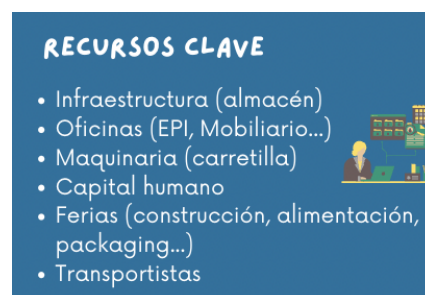 RECURSOS CLAVE
• Infraestructura (almacén)
• Oficinas (EPI, Mobiliario...)
• Maquinaria (carretilla)
• Capital humano
• Ferias (construcción, alimentación,
packaging...)
• Transportistas